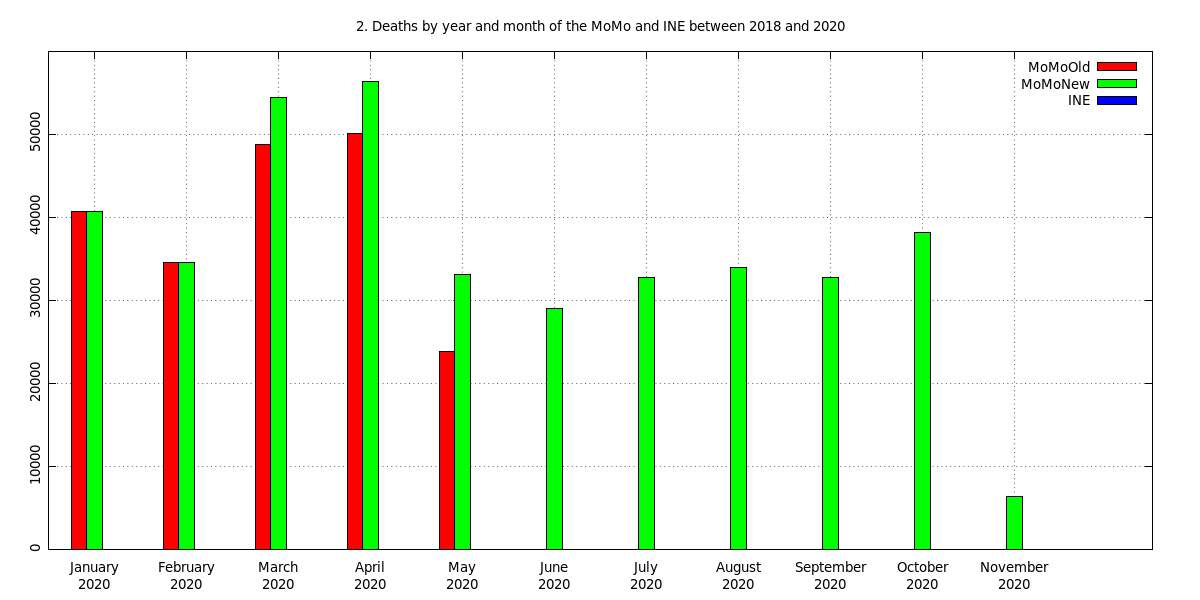 2. Deaths by year and month of the MoMo and INE between 2018 and 2020
MoMoOld
MoMoNew
INE
50000
40000
30000
20000
10000
0
January February March April May June July August September October November
2020 2020 2020 2020 2020 2020 2020 2020 2020 2020 2020